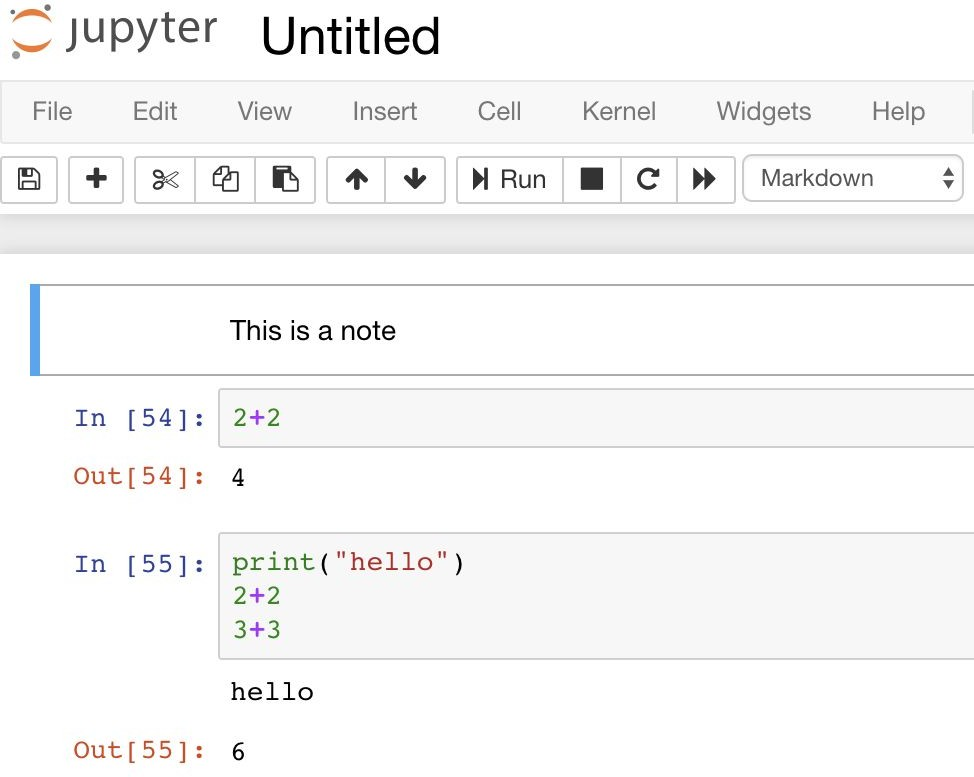 jupyter Untitled
File Edit View Insert Cell Kernel Widgets Help
Run Markdown
This is a note
In [54]: 2+2
Out[54]: 4
In [55]: print("hello")
2+2
3+3
hello
Out[55]: 6